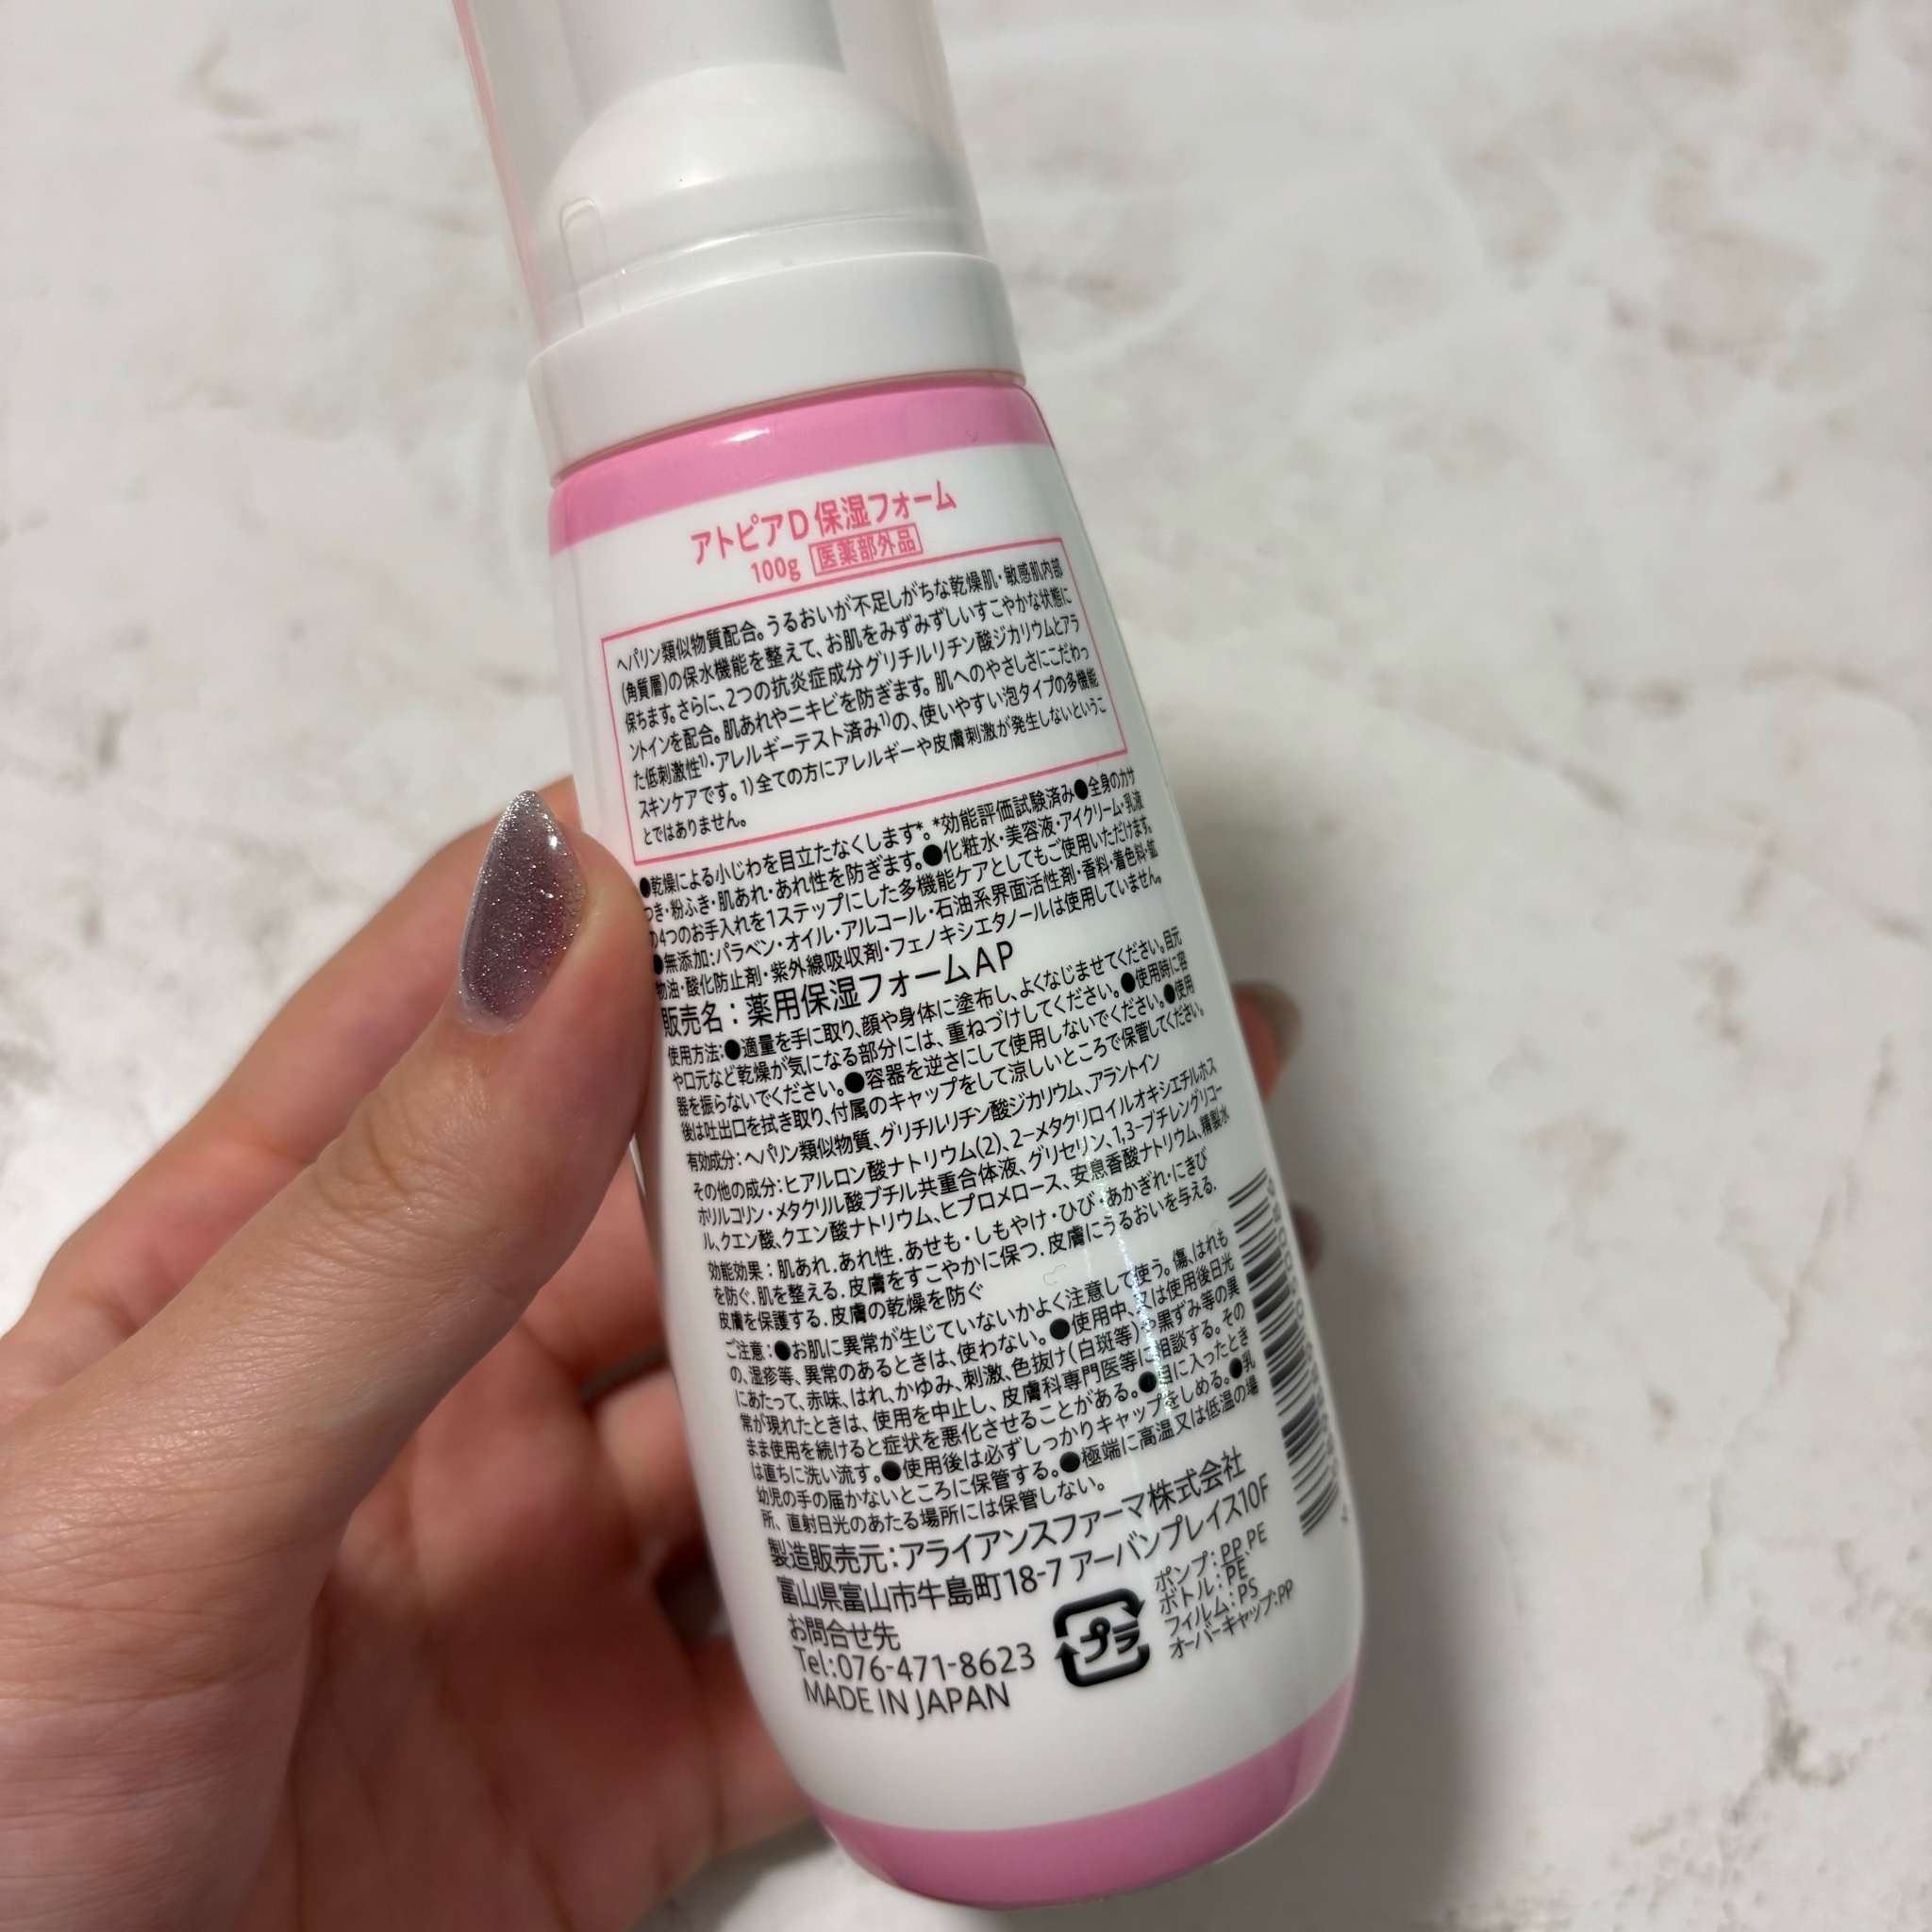 アトピアD 保湿フォーム
100g 医薬部外品
ヘパリン類似物質配合。うるおいが不足しがちな乾燥肌・敏感肌内部
(角質層)の保水機能を整えて、お肌をみずみずしいすこやかな状態に
保ちます。さらに、2つの抗炎症成分グリチルリチン酸ジカリウムとアラ
ントインを配合。肌あれやニキビを防ぎます。肌へのやさしさにこだわっ
た低刺激性1)・アレルギーテスト済み1)の、使いやすい泡タイプの多機能
スキンケアです。1)全ての方にアレルギーや皮膚刺激が発生しないというこ
とではありません。
●乾燥による小じわを目立たなくします*。*効能評価試験済み●全身のカサ
つき・粉ふき・肌あれ・あれ性を防ぎます。●化粧水・美容液・アイクリーム・乳液
の4つのお手入れを1ステップにした多機能ケアとしてもご使用いただけます。
●無添加:パラベン・オイル・アルコール・石油系界面活性剤・香料・着色料・鉱
物油・酸化防止剤・紫外線吸収剤・フェノキシエタノールは使用していません。
販売名：薬用保湿フォームAP
使用方法:●適量を手に取り、顔や身体に塗布し、よくなじませてください。目元
や口元など乾燥が気になる部分には、重ねづけしてください。●使用時に容
器を振らないでください。●容器を逆さにして使用しないでください。●使用
後は吐出口を拭き取り、付属のキャップをして涼しいところで保管してください。
有効成分：ヘパリン類似物質、グリチルリチン酸ジカリウム、アラントイン
その他の成分：ヒアルロン酸ナトリウム(2)、2-メタクリロイルオキシエチルホス
ホリルコリン・メタクリル酸ブチル共重合体液、グリセリン、1,3-ブチレングリコー
ル、クエン酸、クエン酸ナトリウム、ヒプロメロース、安息香酸ナトリウム、精製水
効能効果：肌あれ.あれ性.あせも・しもやけ・ひび・あかぎれ・にきび
を防ぐ.肌を整える.皮膚をすこやかに保つ.皮膚にうるおいを与える.
皮膚を保護する.皮膚の乾燥を防ぐ
ご注意：●お肌に異常が生じていないかよく注意して使う。傷、はれも
の、湿疹等、異常のあるときは、使わない。●使用中、又は使用後日光
にあたって、赤味、はれ、かゆみ、刺激、色抜け(白斑等)や黒ずみ等の異
常が現れたときは、使用を中止し、皮膚科専門医等に相談する。その
まま使用を続けると症状を悪化させることがある。●目に入ったとき
は直ちに洗い流す。●使用後は必ずしっかりキャップをしめる。●乳
幼児の手の届かないところに保管する。●極端に高温又は低温の場
所、直射日光のあたる場所には保管しない。
製造販売元：アライアンスファーマ株式会社
富山県富山市牛島町18-7 アーバンプレイス10F
お問合せ先
Tel:076-471-8623
MADE IN JAPAN
プラ
ポンプ：PP,PE
ボトル：PE
フィルム：PS
オーバーキャップ：PP